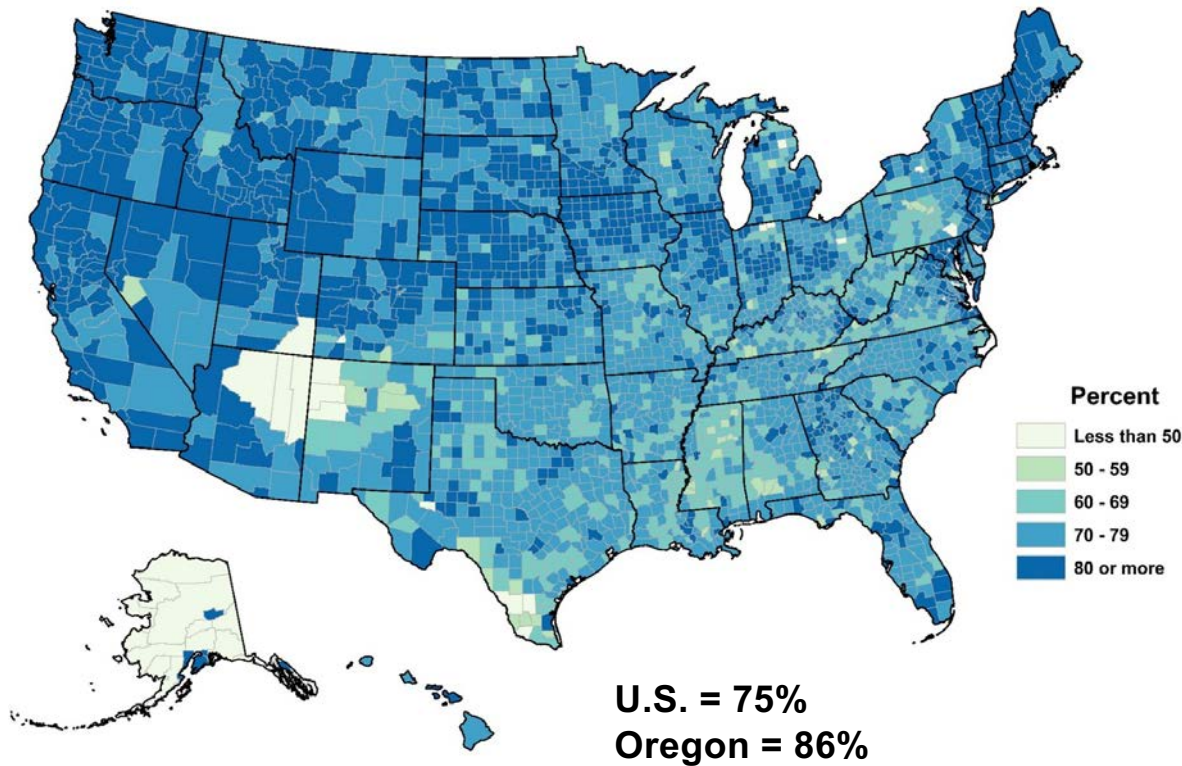 Percent
Less than 50
50 - 59
60 - 69
70 - 79
80 or more
U.S. = 75%
Oregon = 86%